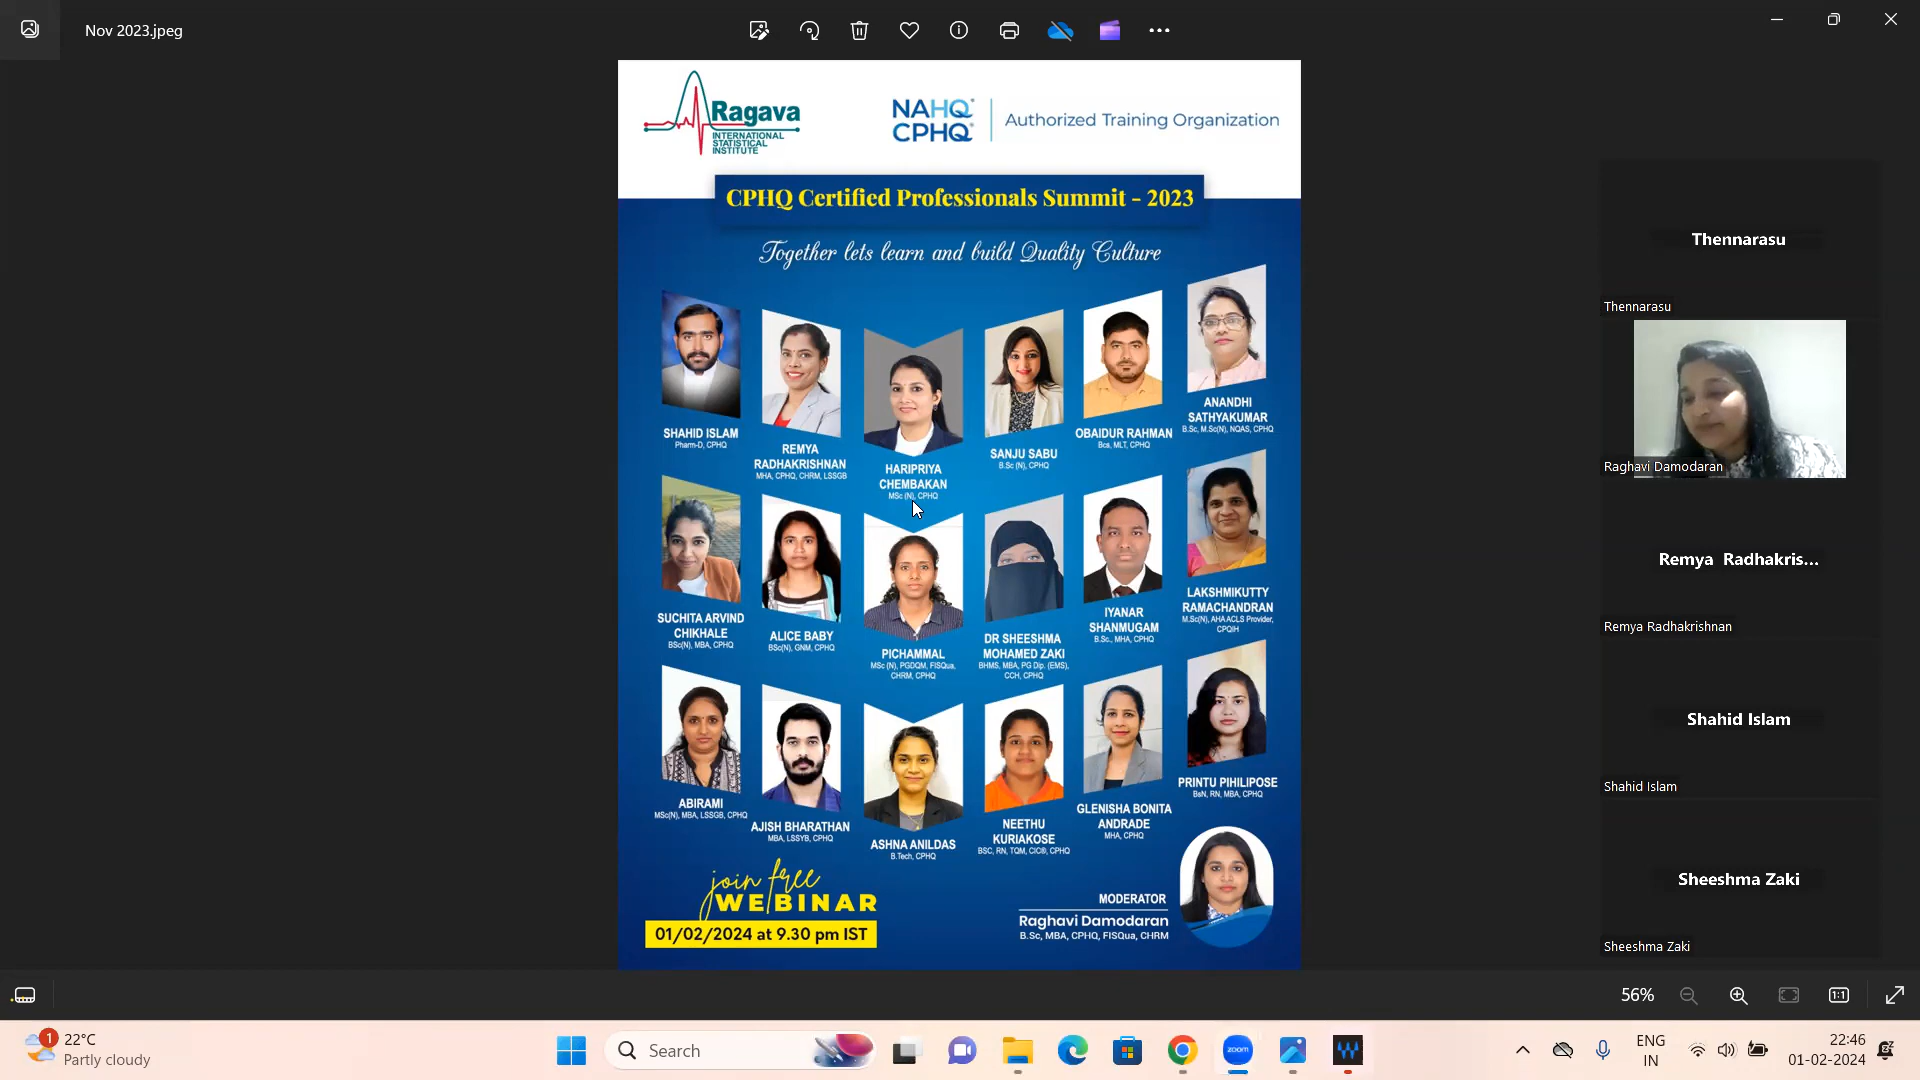 Nov 2023.jpeg
Ragava
INTERNATIONAL
STATISTICAL
INSTITUTE
NAHQ
CPHQ
Authorized Training Organization
CPHQ Certified Professionals Summit - 2023
Together lets learn and build Quality Culture
SHAHID ISLAM
Pharm-D, CPHQ
REMYA
RADHAKRISHNAN
MHA, CPHQ, CHRM, LSSGB
HARIPRIYA
CHEMBAKAN
MSc (N), CPHQ
SANJU SABU
B.Sc (N), CPHQ
OBAIDUR RAHMAN
Bcs, MLT, CPHQ
ANANDHI
SATHYAKUMAR
B.Sc, M.Sc(N), NQAS, CPHQ
SUCHITA ARVIND
CHIKHALE
BSc(N), MBA, CPHQ
ALICE BABY
BSc(N), GNM, CPHQ
PICHAMMAL
MSc (N), PGDQM, FISQua,
CHRM, CPHQ
DR SHEESHMA
MOHAMED ZAKI
BHMS, MBA, PG Dip. (EMS),
CCH, CPHQ
IYANAR
SHANMUGAM
B.Sc., MHA, CPHQ
LAKSHMIKUTTY
RAMACHANDRAN
M.Sc(N), AHA ACLS Provider,
CPQIH
ABIRAMI
MSc(N), MBA, LSSGB, CPHQ
AJISH BHARATHAN
MBA, LSSYB, CPHQ
ASHNA ANILDAS
B.Tech, CPHQ
NEETHU
KURIAKOSE
BSC, RN, TQM, CIC®, CPHQ
GLENISHA BONITA
ANDRADE
MHA, CPHQ
PRINTU PIHILIPOSE
BsN, RN, MBA, CPHQ
join free
WEBINAR
01/02/2024 at 9.30 pm IST
MODERATOR
Raghavi Damodaran
B.Sc, MBA, CPHQ, FISQua, CHRM
Thennarasu
Thennarasu
Raghavi Damodaran
Remya Radhakris...
Remya Radhakrishnan
Shahid Islam
Shahid Islam
Sheeshma Zaki
Sheeshma Zaki
56%
1:1
1
22°C
Partly cloudy
Search
zoom
ENG
IN
22:46
01-02-2024